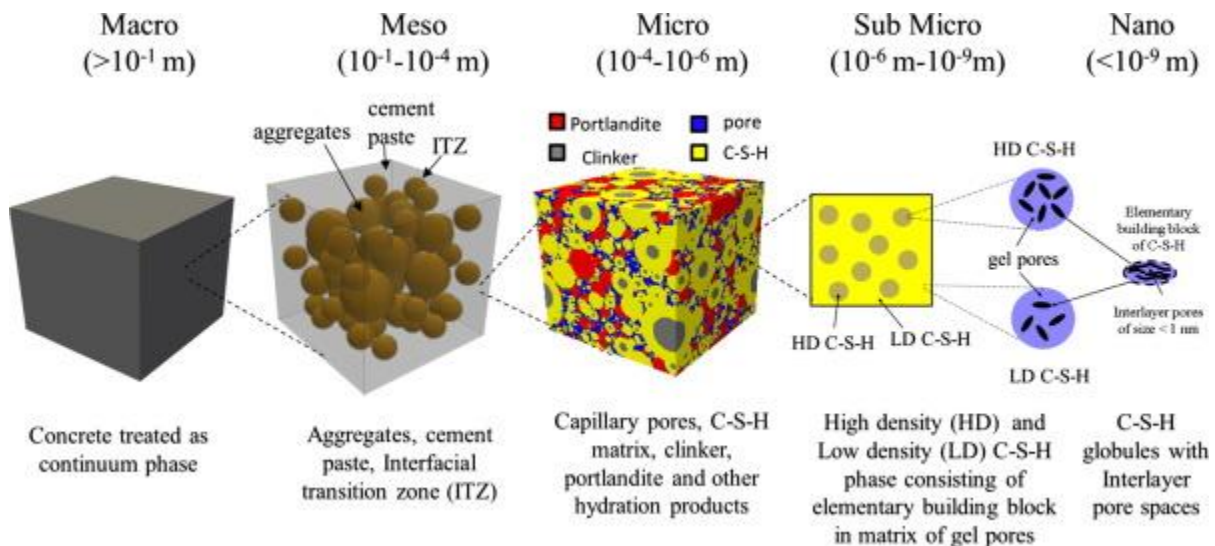 Macro
(>10⁻¹ m)
Meso
(10⁻¹-10⁻⁴ m)
Micro
(10⁻⁴-10⁻⁶ m)
Sub Micro
(10⁻⁶ m-10⁻⁹m)
Nano
(<10⁻⁹ m)
aggregates
cement
paste
ITZ
Portlandite
pore
Clinker
C-S-H
HD C-S-H
LD C-S-H
HD C-S-H
gel pores
LD C-S-H
Elementary
building block
of C-S-H
Interlayer pores
of size < 1 nm
Concrete treated as
continuum phase
Aggregates, cement
paste, Interfacial
transition zone (ITZ)
Capillary pores, C-S-H
matrix, clinker,
portlandite and other
hydration products
High density (HD) and
Low density (LD) C-S-H
phase consisting of
elementary building block
in matrix of gel pores
C-S-H
globules with
Interlayer
pore spaces